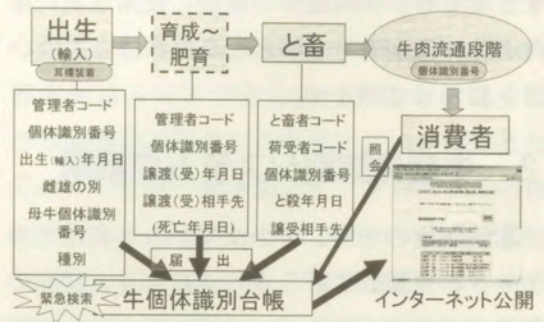 出生
(輸入)
耳標装着
育成～
肥育
と畜
牛肉流通段階
個体識別番号
管理者コード
個体識別番号
出生(輸入)年月日
雌雄の別
母牛個体識別
番号
種別
管理者コード
個体識別番号
譲渡(受)年月日
譲渡(受)相手先
(死亡年月日)
と畜者コード
荷受者コード
個体識別番号
と殺年月日
譲受相手先
照会
消費者
届 出
緊急検索
牛個体識別台帳
インターネット公開